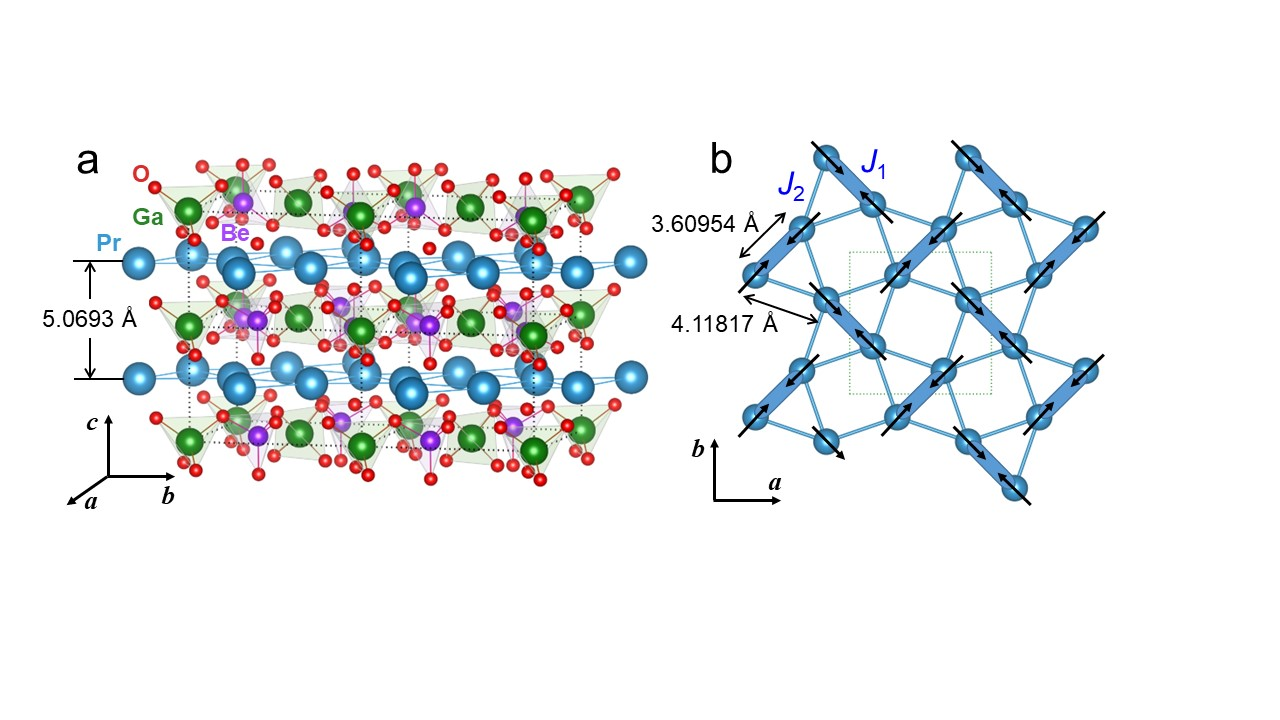 a
O
Ga
Be
Pr
5.0693 Å
c
a
b
b
J1
J2
3.60954 Å
4.11817 Å
b
a